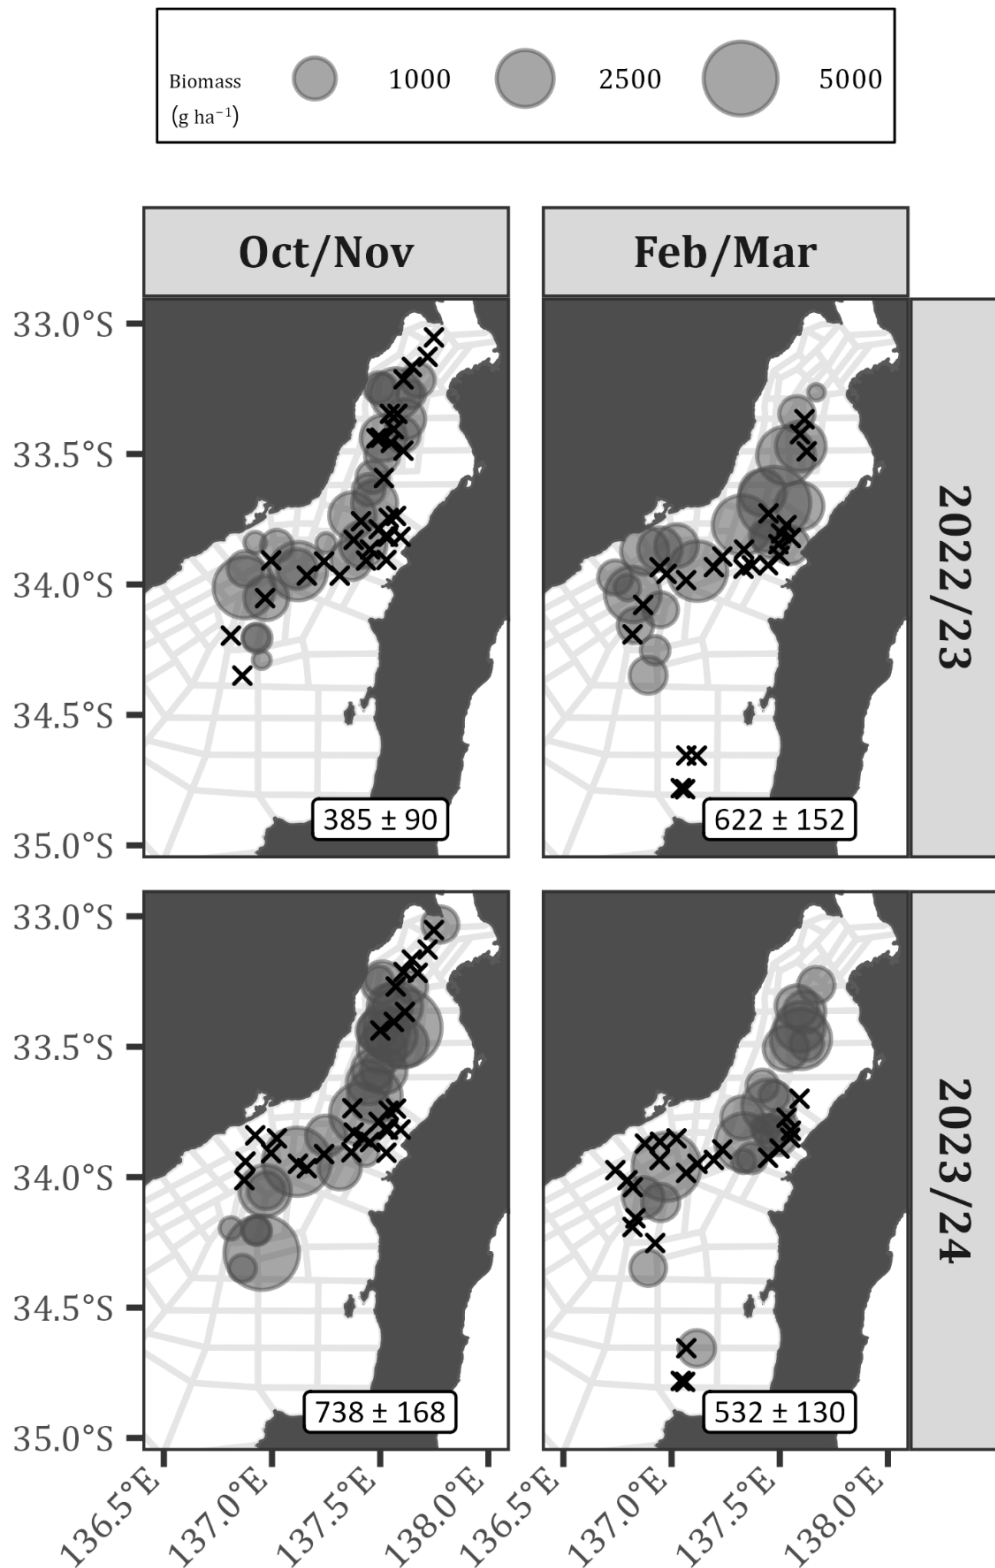 Biomass
(g ha⁻¹)
1000
2500
5000
Oct/Nov
Feb/Mar
33.0°S
33.5°S
34.0°S
34.5°S
35.0°S
385 ± 90
622 ± 152
2022/23
33.0°S
33.5°S
34.0°S
34.5°S
35.0°S
738 ± 168
532 ± 130
2023/24
136.5°E
137.0°E
137.5°E
138.0°E
136.5°E
137.0°E
137.5°E
138.0°E